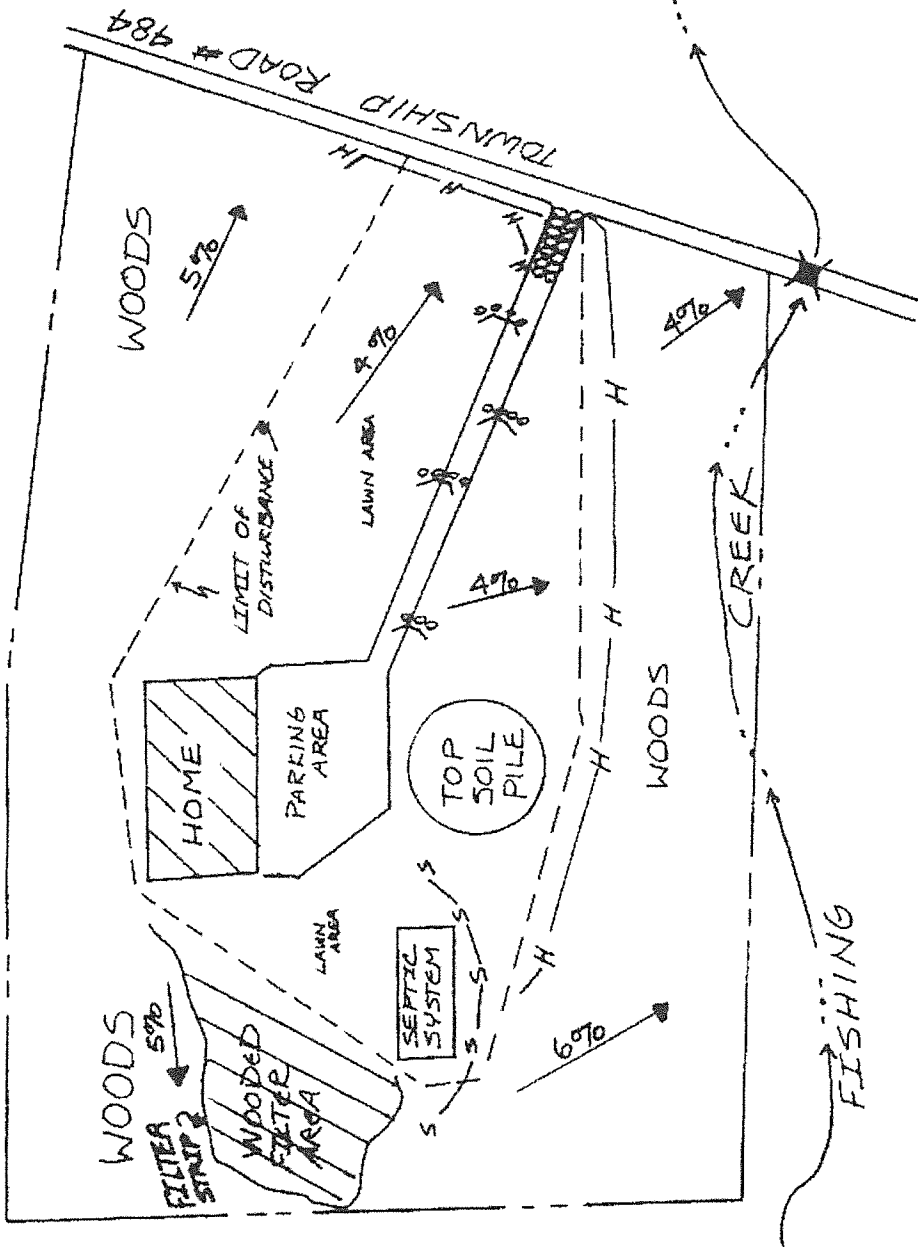 TOWNSHIP ROAD # 484
WOODS
5%
H
H
H
H
4%
LAWN AREA
LIMIT OF
DISTURBANCE
4%
4%
HOME
PARKING
AREA
TOP
SOIL
PILE
H
H
H
H
WOODS
CREEK
FISHING
LAWN
AREA
SEPTIC
SYSTEM
S
S
S
S
S
6%
WOODS
5%
FILTER
STRIP?
WOODED
FILTER
AREA